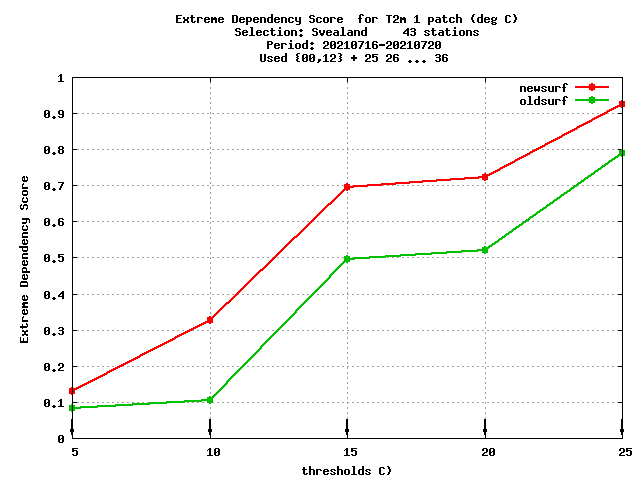 Extreme Dependency Score  for T2m 1 patch (deg C)
Selection: Svealand     43 stations
Period: 20210716-20210720
Used {00,12} + 25 26 ... 36
newsurf
oldsurf
1
0.9
0.8
0.7
0.6
0.5
0.4
0.3
0.2
0.1
0
Extreme Dependency Score
5 10 15 20 25
thresholds C)